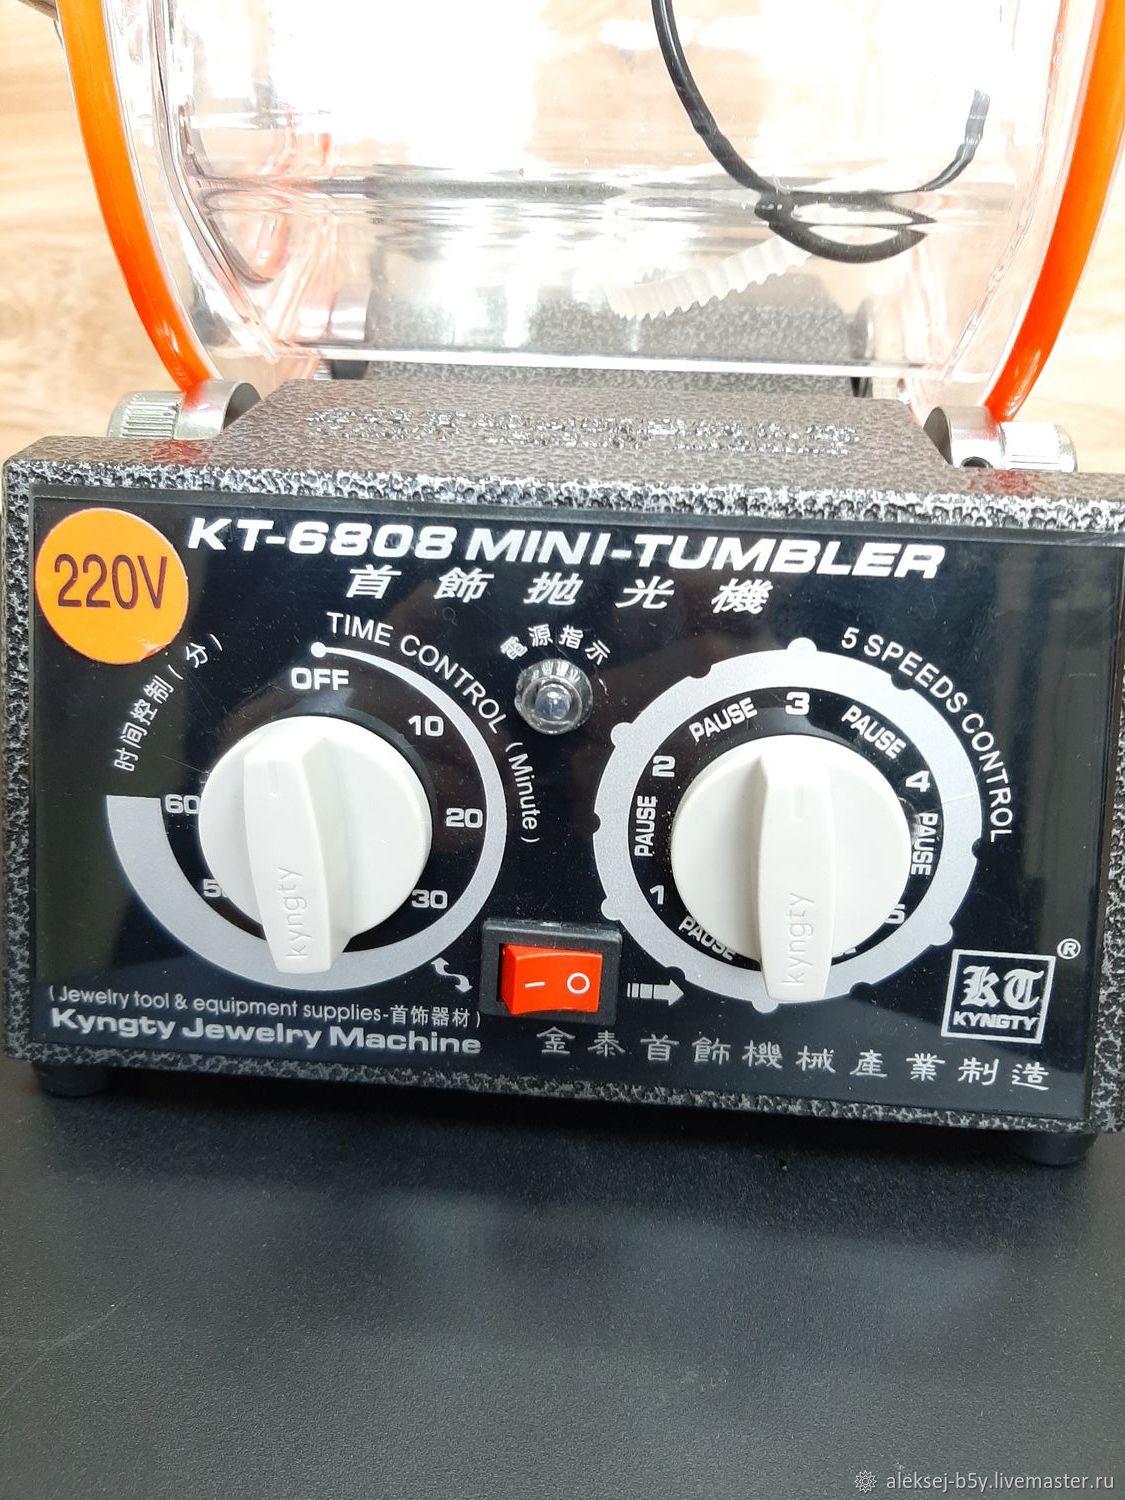 KT-6808 MINI-TUMBLER
首飾拋光機
220V
时间控制(分)
TIME CONTROL (Minute)
OFF
10
20
30
60
kyngty
電源指示
5 SPEEDS CONTROL
PAUSE
1
PAUSE
2
PAUSE
3
PAUSE
4
PAUSE
5
kyngty
(Jewelry tool & equipment supplies-首饰器材)
Kyngty Jewelry Machine
KT
KYNGTY
®
金泰首飾機械產業制造
aleksej-b5y.livemaster.ru